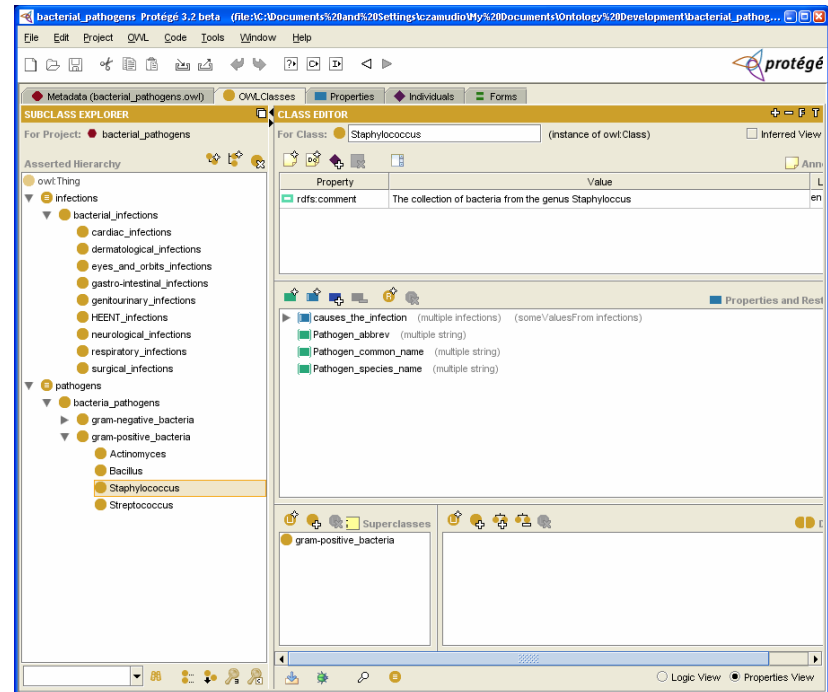 bacterial_pathogens Protégé 3.2 beta (file:\C:\Documents%20and%20Settings\czamudio\My%20Documents\Ontology%20Development\bacterial_pathog...
File Edit Project OWL Code Tools Window Help
protégé
Metadata (bacterial_pathogens.owl) OWLClasses Properties Individuals Forms
SUBCLASS EXPLORER
CLASS EDITOR
For Project: bacterial_pathogens
For Class: Staphylococcus (instance of owl:Class) Inferred View
Asserted Hierarchy
Anno
Property Value L
rdfs:comment The collection of bacteria from the genus Staphyloccus en
owl:Thing
infections
bacterial_infections
cardiac_infections
dermatological_infections
eyes_and_orbits_infections
gastro-intestinal_infections
genitourinary_infections
HEENT_infections
neurological_infections
respiratory_infections
surgical_infections
pathogens
bacteria_pathogens
gram-negative_bacteria
gram-positive_bacteria
Actinomyces
Bacillus
Staphylococcus
Streptococcus
Properties and Rest
causes_the_infection (multiple infections) (someValuesFrom infections)
Pathogen_abbrev (multiple string)
Pathogen_common_name (multiple string)
Pathogen_species_name (multiple string)
Superclasses
gram-positive_bacteria
Logic View Properties View